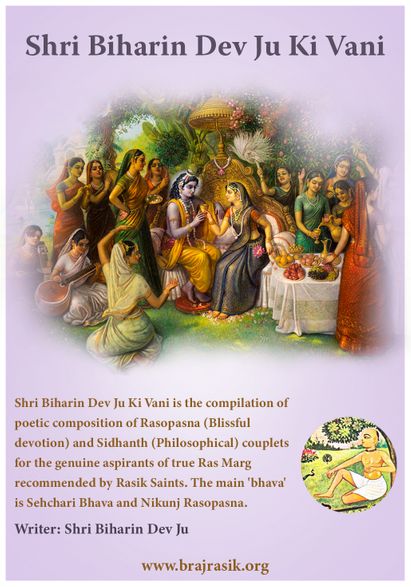 Shri Biharin Dev Ju Ki Vani
Shri Biharin Dev Ju Ki Vani is the compilation of
poetic composition of Rasopasna (Blissful
devotion) and Sidhanth (Philosophical) couplets
for the genuine aspirants of true Ras Marg
recommended by Rasik Saints. The main 'bhava'
is Sehchari Bhava and Nikunj Rasopasna.
Writer: Shri Biharin Dev Ju
www.brajrasik.org